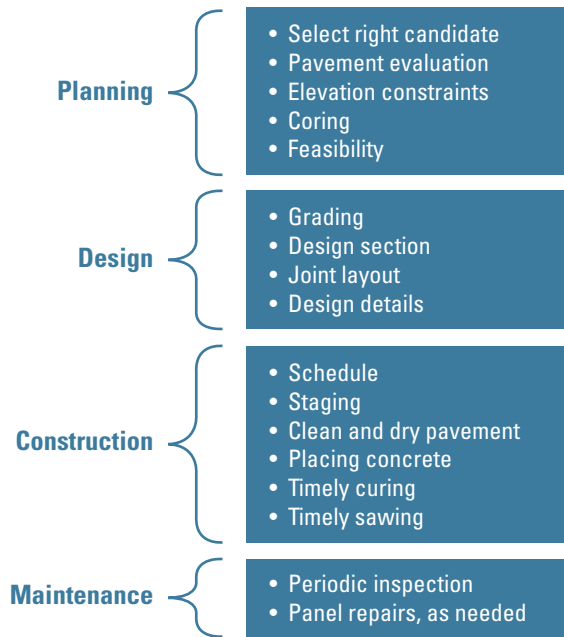 Planning
• Select right candidate
• Pavement evaluation
• Elevation constraints
• Coring
• Feasibility
Design
• Grading
• Design section
• Joint layout
• Design details
Construction
• Schedule
• Staging
• Clean and dry pavement
• Placing concrete
• Timely curing
• Timely sawing
Maintenance
• Periodic inspection
• Panel repairs, as needed